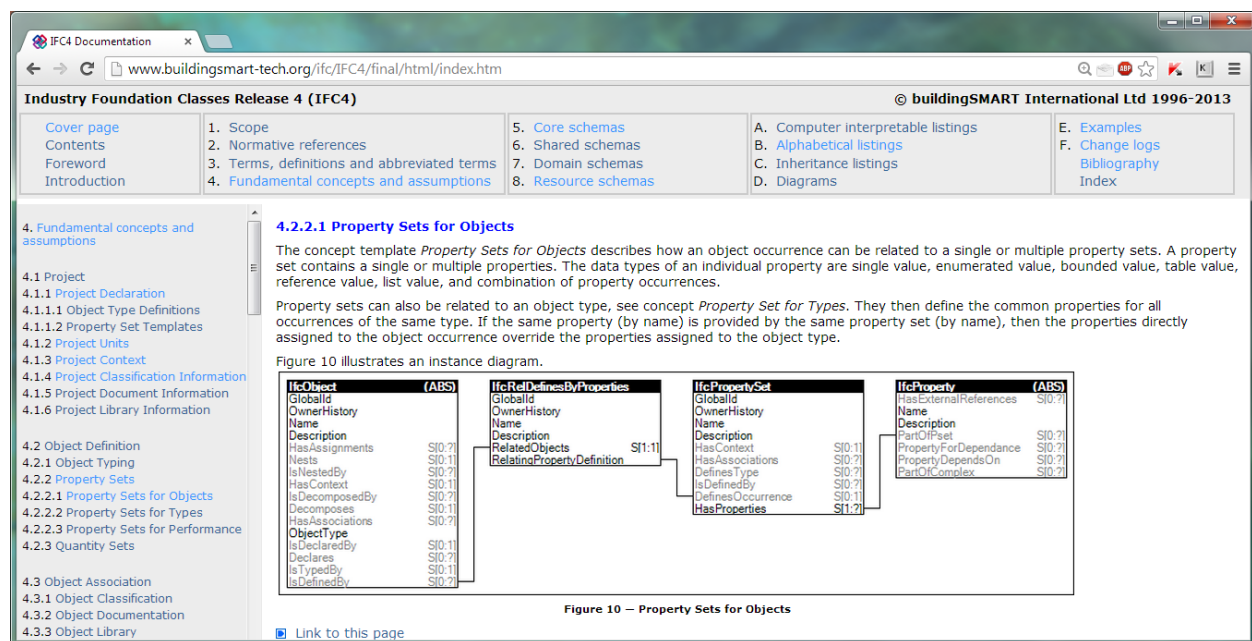 IFC4 Documentation
www.buildingsmart-tech.org/ifc/IFC4/final/html/index.htm
ABP
K
Industry Foundation Classes Release 4 (IFC4)
© buildingSMART International Ltd 1996-2013
Cover page
Contents
Foreword
Introduction
1. Scope
2. Normative references
3. Terms, definitions and abbreviated terms
4. Fundamental concepts and assumptions
5. Core schemas
6. Shared schemas
7. Domain schemas
8. Resource schemas
A. Computer interpretable listings
B. Alphabetical listings
C. Inheritance listings
D. Diagrams
E. Examples
F. Change logs
Bibliography
Index
4. Fundamental concepts and
assumptions
4.1 Project
4.1.1 Project Declaration
4.1.1.1 Object Type Definitions
4.1.1.2 Property Set Templates
4.1.2 Project Units
4.1.3 Project Context
4.1.4 Project Classification Information
4.1.5 Project Document Information
4.1.6 Project Library Information
4.2 Object Definition
4.2.1 Object Typing
4.2.2 Property Sets
4.2.2.1 Property Sets for Objects
4.2.2.2 Property Sets for Types
4.2.2.3 Property Sets for Performance
4.2.3 Quantity Sets
4.3 Object Association
4.3.1 Object Classification
4.3.2 Object Documentation
4.3.3 Object Library
4.2.2.1 Property Sets for Objects
The concept template Property Sets for Objects describes how an object occurrence can be related to a single or multiple property sets. A property
set contains a single or multiple properties. The data types of an individual property are single value, enumerated value, bounded value, table value,
reference value, list value, and combination of property occurrences.
Property sets can also be related to an object type, see concept Property Set for Types. They then define the common properties for all
occurrences of the same type. If the same property (by name) is provided by the same property set (by name), then the properties directly
assigned to the object occurrence override the properties assigned to the object type.
Figure 10 illustrates an instance diagram.
IfcObject (ABS)
GlobalId
OwnerHistory
Name
Description
HasAssignments S[0:?]
Nests S[0:1]
IsNestedBy S[0:?]
HasContext S[0:1]
IsDecomposedBy S[0:?]
Decomposes S[0:1]
HasAssociations S[0:?]
ObjectType
IsDeclaredBy S[0:1]
Declares S[0:?]
IsTypedBy S[0:1]
IsDefinedBy S[0:?]
IfcRelDefinesByProperties
GlobalId
OwnerHistory
Name
Description
RelatedObjects S[1:1]
RelatingPropertyDefinition
IfcPropertySet
GlobalId
OwnerHistory
Name
Description
HasContext S[0:1]
HasAssociations S[0:?]
DefinesType S[0:?]
IsDefinedBy S[0:?]
DefinesOccurrence S[0:1]
HasProperties S[1:?]
IfcProperty (ABS)
HasExternalReferences S[0:?]
Name
Description
PartOfPset S[0:?]
PropertyForDependance S[0:?]
PropertyDependsOn S[0:?]
PartOfComplex S[0:?]
Figure 10 — Property Sets for Objects
Link to this page